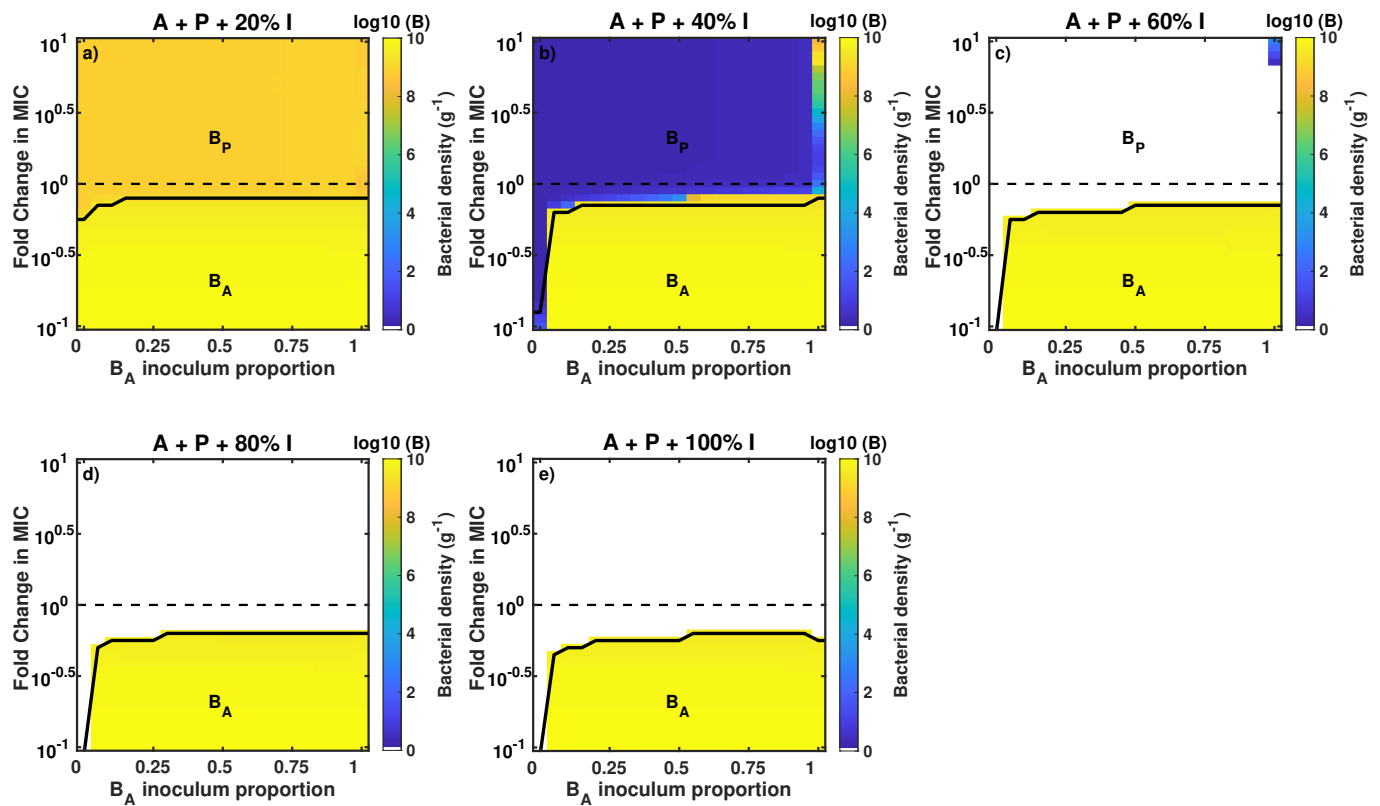 A + P + 20% I
log10 (B)
a)
10^1
10^0.5
10^0
10^-0.5
10^-1
Fold Change in MIC
B_P
B_A
0 0.25 0.5 0.75 1
B_A inoculum proportion
10
8
6
4
2
0
Bacterial density (g^-1)
A + P + 40% I
log10 (B)
b)
10^1
10^0.5
10^0
10^-0.5
10^-1
Fold Change in MIC
B_P
B_A
0 0.25 0.5 0.75 1
B_A inoculum proportion
10
8
6
4
2
0
Bacterial density (g^-1)
A + P + 60% I
log10 (B)
c)
10^1
10^0.5
10^0
10^-0.5
10^-1
Fold Change in MIC
B_P
B_A
0 0.25 0.5 0.75 1
B_A inoculum proportion
10
8
6
4
2
0
Bacterial density (g^-1)
A + P + 80% I
log10 (B)
d)
10^1
10^0.5
10^0
10^-0.5
10^-1
Fold Change in MIC
B_A
0 0.25 0.5 0.75 1
B_A inoculum proportion
10
8
6
4
2
0
Bacterial density (g^-1)
A + P + 100% I
log10 (B)
e)
10^1
10^0.5
10^0
10^-0.5
10^-1
Fold Change in MIC
B_A
0 0.25 0.5 0.75 1
B_A inoculum proportion
10
8
6
4
2
0
Bacterial density (g^-1)